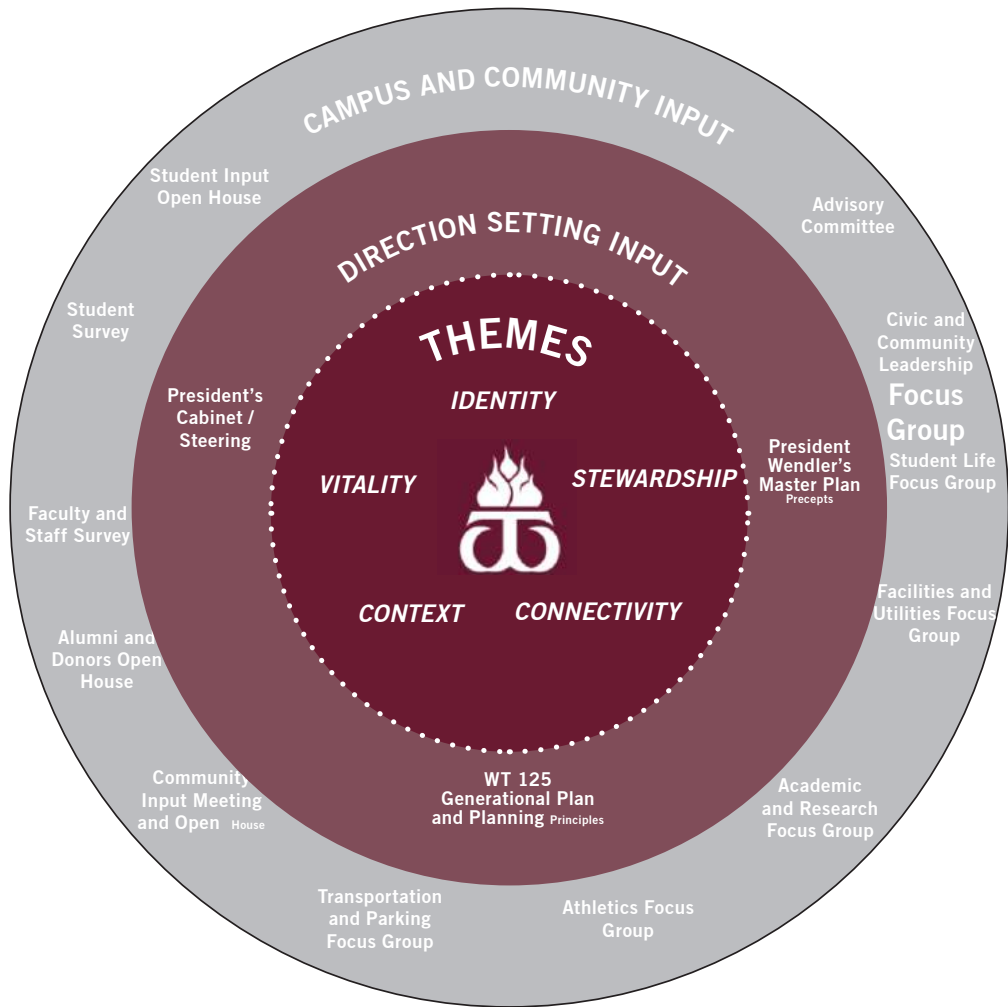 CAMPUS AND COMMUNITY INPUT
Student Input
Open House
Advisory
Committee
Student
Survey
Civic and
Community
Leadership
Focus
Group
Student Life
Focus Group
Faculty and
Staff Survey
Facilities and
Utilities Focus
Group
Alumni and
Donors Open
House
Community
Input Meeting
and Open House
Academic
and Research
Focus Group
Transportation
and Parking
Focus Group
Athletics Focus
Group
DIRECTION SETTING INPUT
President's
Cabinet /
Steering
President
Wendler's
Master Plan
Precepts
WT 125
Generational Plan
and Planning Principles
THEMES
IDENTITY
VITALITY
STEWARDSHIP
CONTEXT
CONNECTIVITY